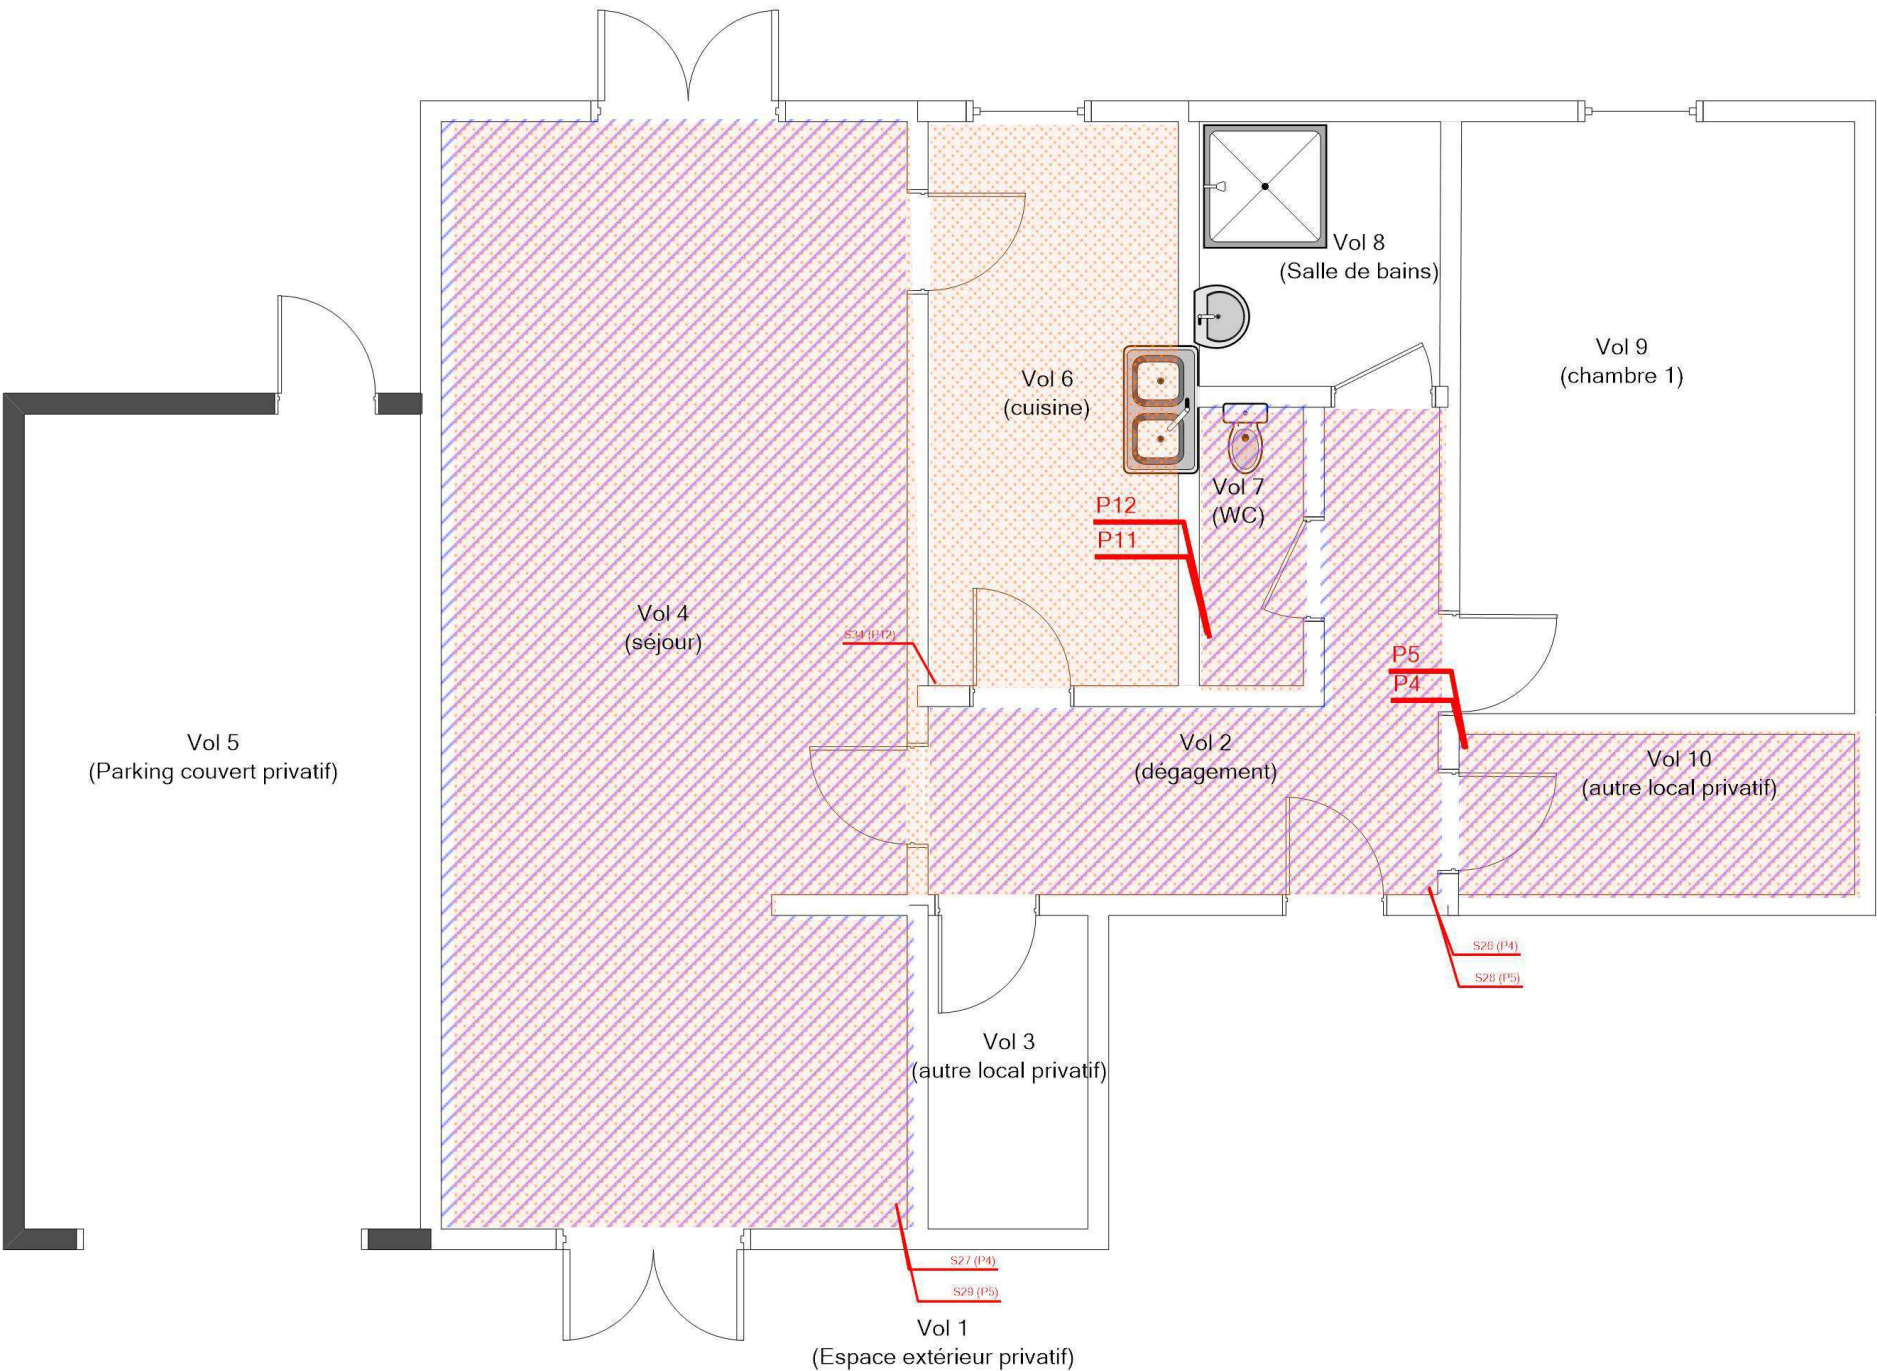 Vol 8
(Salle de bains)
Vol 9
(chambre 1)
Vol 6
(cuisine)
Vol 7
(WC)
P12
P11
Vol 4
(séjour)
S34 (P12)
P5
P4
Vol 5
(Parking couvert privatif)
Vol 2
(dégagement)
Vol 10
(autre local privatif)
S26 (P4)
S28 (P5)
Vol 3
(autre local privatif)
S27 (P4)
S29 (P5)
Vol 1
(Espace extérieur privatif)